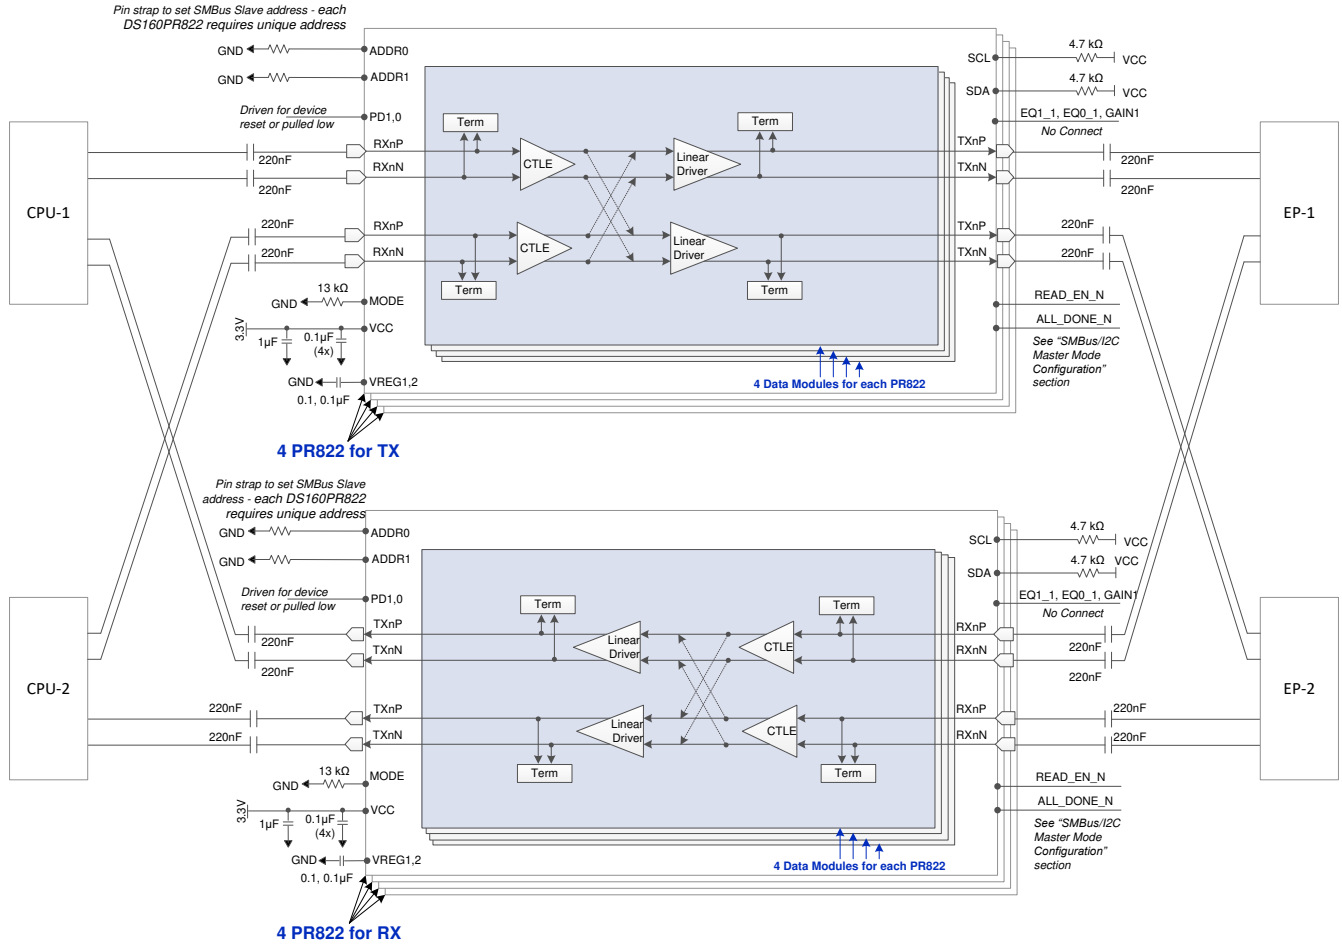 Pin strap to set SMBus Slave address - each
DS160PR822 requires unique address
GND
ADDR0
GND
ADDR1
Driven for device
reset or pulled low
PD1,0
SCL
4.7 kΩ
VCC
SDA
4.7 kΩ
VCC
EQ1_1, EQ0_1, GAIN1
No Connect
CPU-1
220nF
220nF
220nF
220nF
RXnP
RXnN
RXnP
RXnN
Term
CTLE
Linear
Driver
Term
CTLE
Linear
Driver
Term
Term
TXnP
TXnN
TXnP
TXnN
220nF
220nF
220nF
220nF
EP-1
GND
13 kΩ
MODE
3.3V
1µF
0.1µF
(4x)
VCC
GND
VREG1,2
0.1, 0.1µF
READ_EN_N
ALL_DONE_N
See “SMBus/I2C
Master Mode
Configuration”
section
4 Data Modules for each PR822
4 PR822 for TX
Pin strap to set SMBus Slave
address - each DS160PR822
requires unique address
GND
ADDR0
GND
ADDR1
Driven for device
reset or pulled low
PD1,0
SCL
4.7 kΩ
VCC
SDA
4.7 kΩ
VCC
EQ1_1, EQ0_1, GAIN1
No Connect
CPU-2
220nF
220nF
220nF
220nF
TXnP
TXnN
TXnP
TXnN
Term
Linear
Driver
CTLE
Term
Linear
Driver
CTLE
Term
Term
RXnP
RXnN
RXnP
RXnN
220nF
220nF
220nF
220nF
EP-2
GND
13 kΩ
MODE
3.3V
1µF
0.1µF
(4x)
VCC
GND
VREG1,2
0.1, 0.1µF
READ_EN_N
ALL_DONE_N
See “SMBus/I2C
Master Mode
Configuration”
section
4 Data Modules for each PR822
4 PR822 for RX